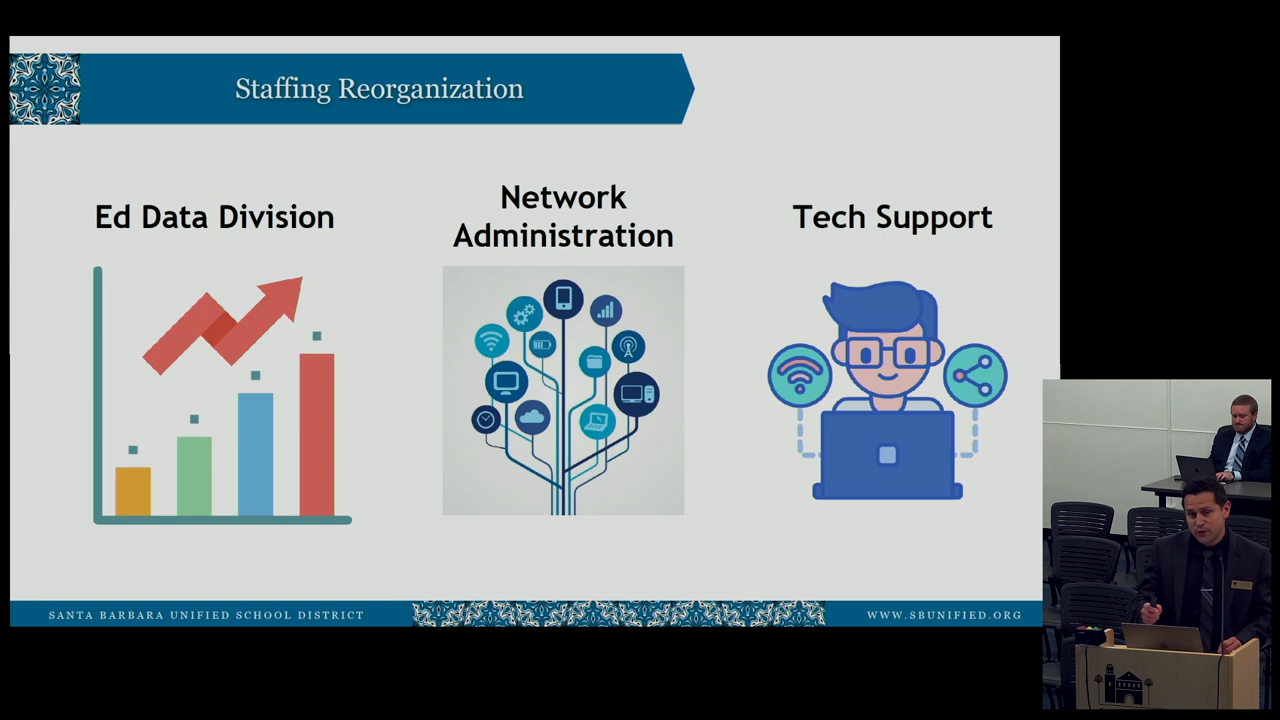 Staffing Reorganization
Ed Data Division
Network
Administration
Tech Support
SANTA BARBARA UNIFIED SCHOOL DISTRICT
WWW.SBUNIFIED.ORG